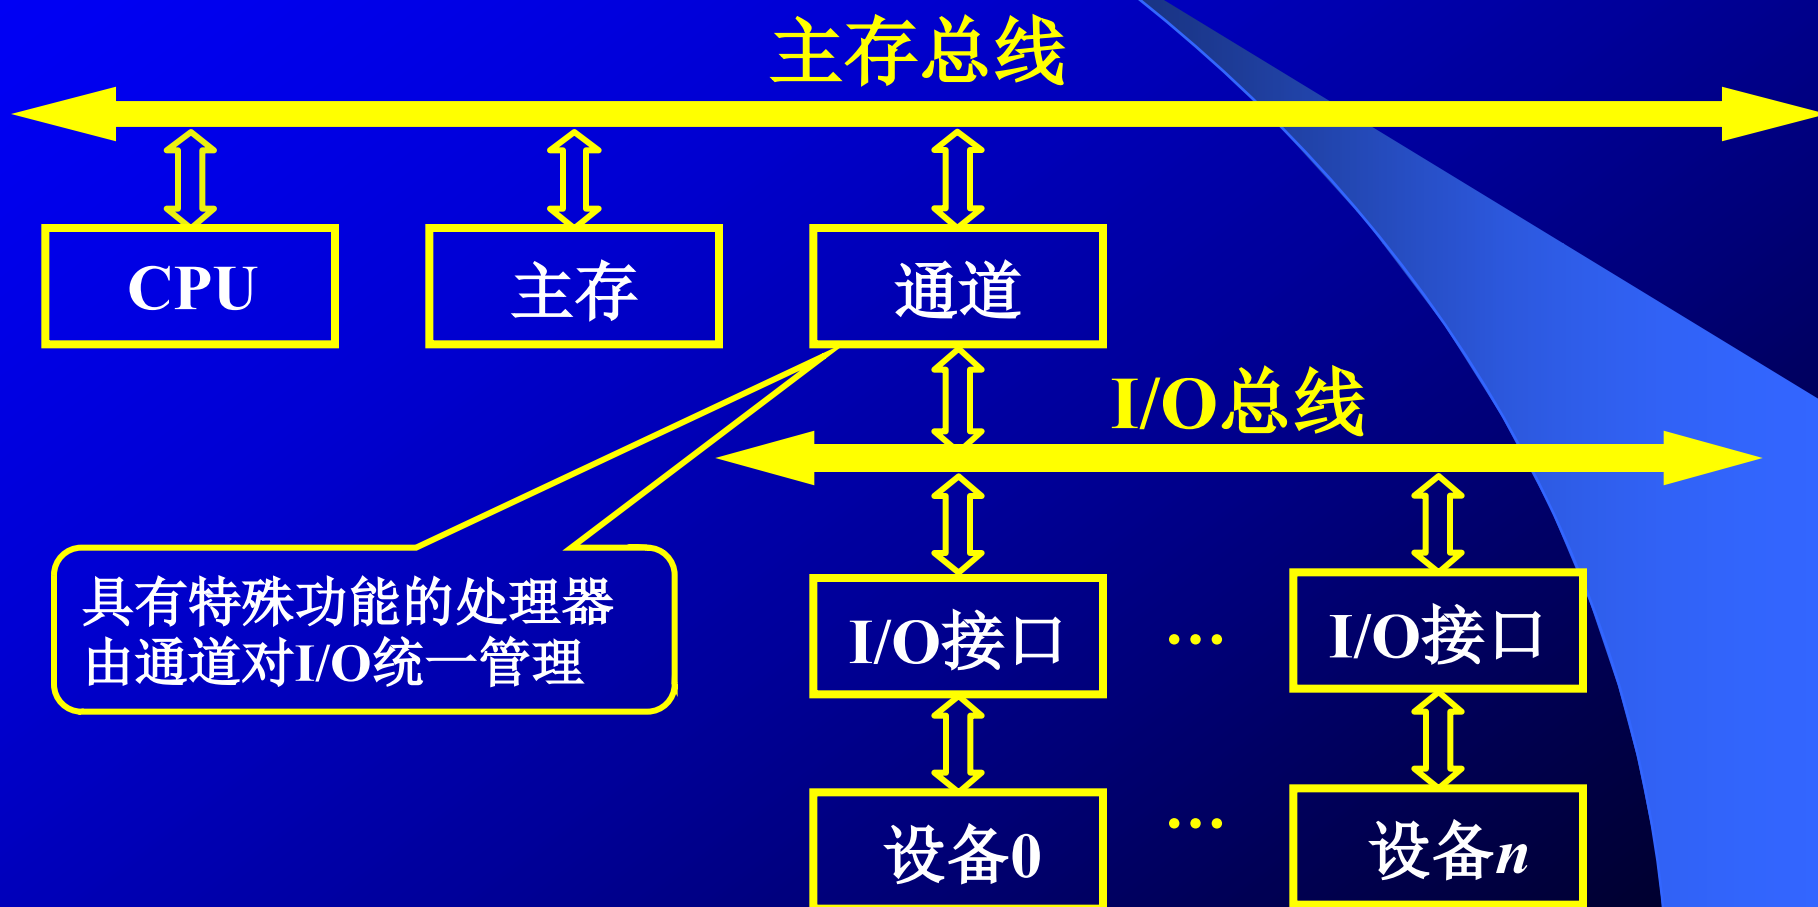 主存总线
CPU
主存
通道
I/O总线
具有特殊功能的处理器
由通道对I/O统一管理
I/O接口
…
I/O接口
设备0
…
设备n